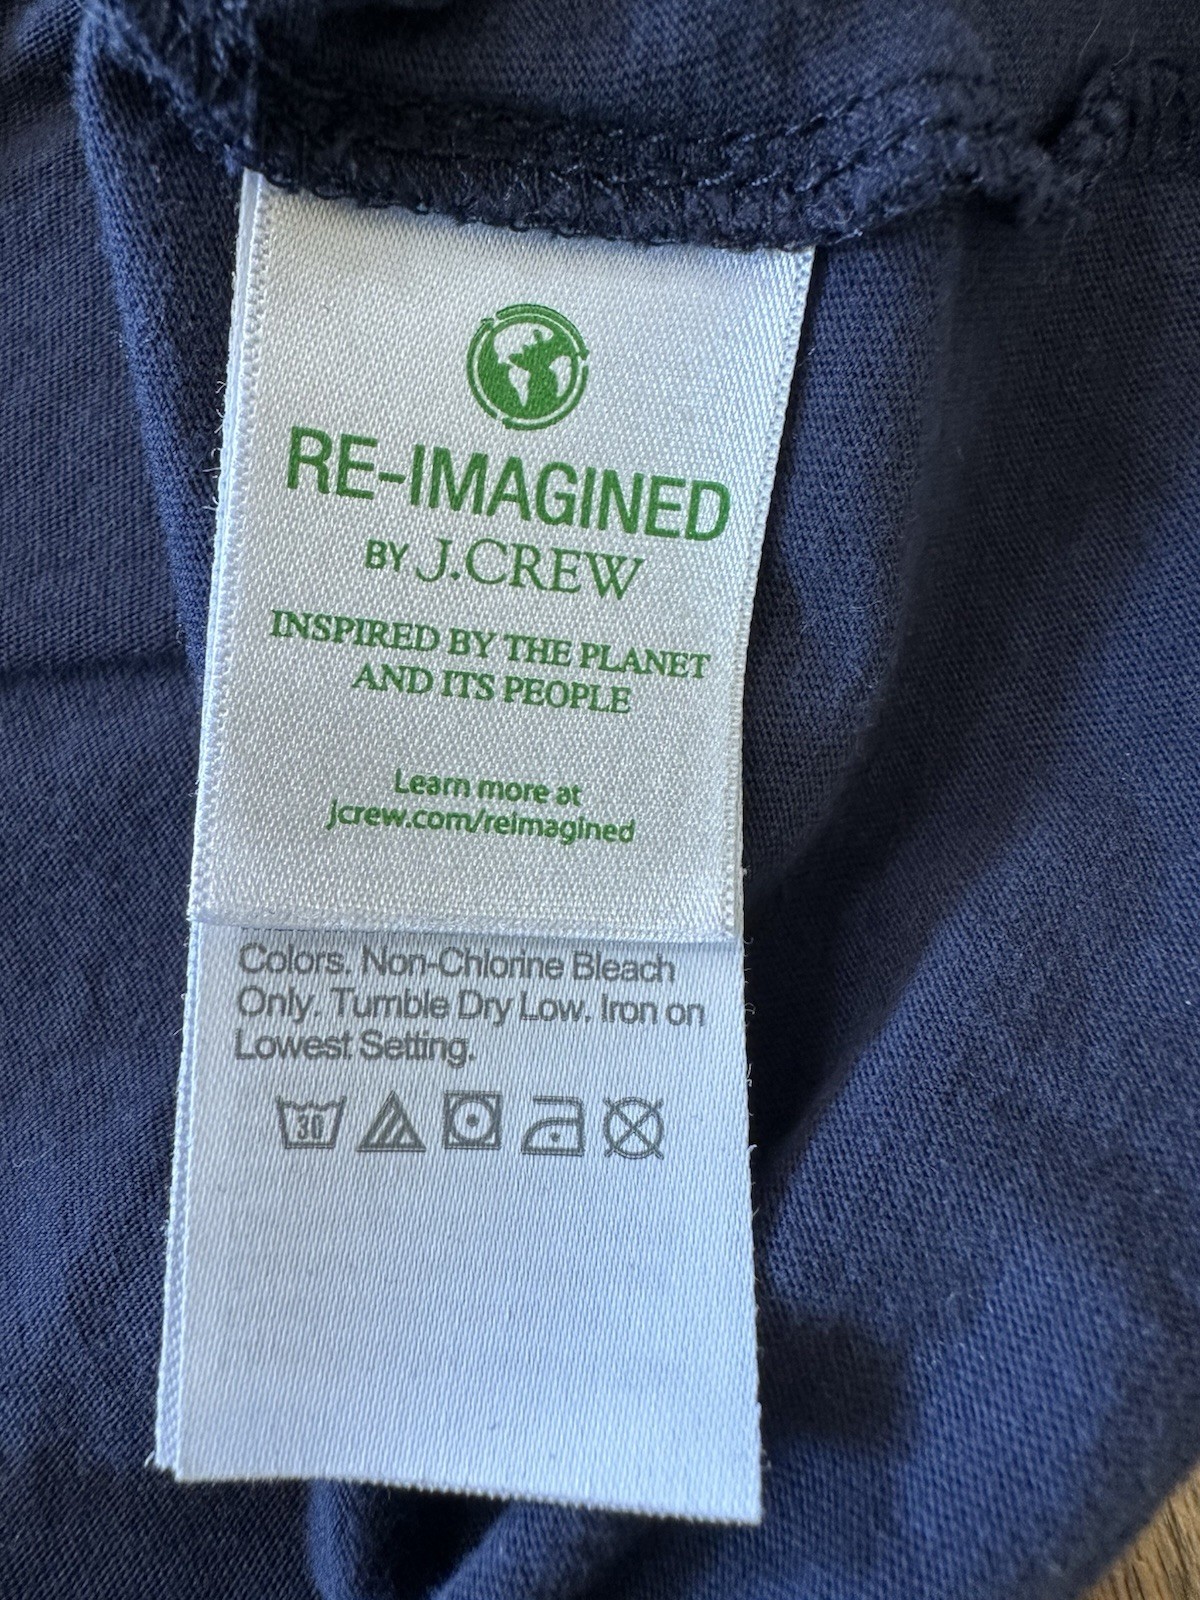 RE-IMAGINED
BY J.CREW
INSPIRED BY THE PLANET
AND ITS PEOPLE
Learn more at
jcrew.com/reimagined
Colors. Non-Chlorine Bleach
Only. Tumble Dry Low. Iron on
Lowest Setting.
30